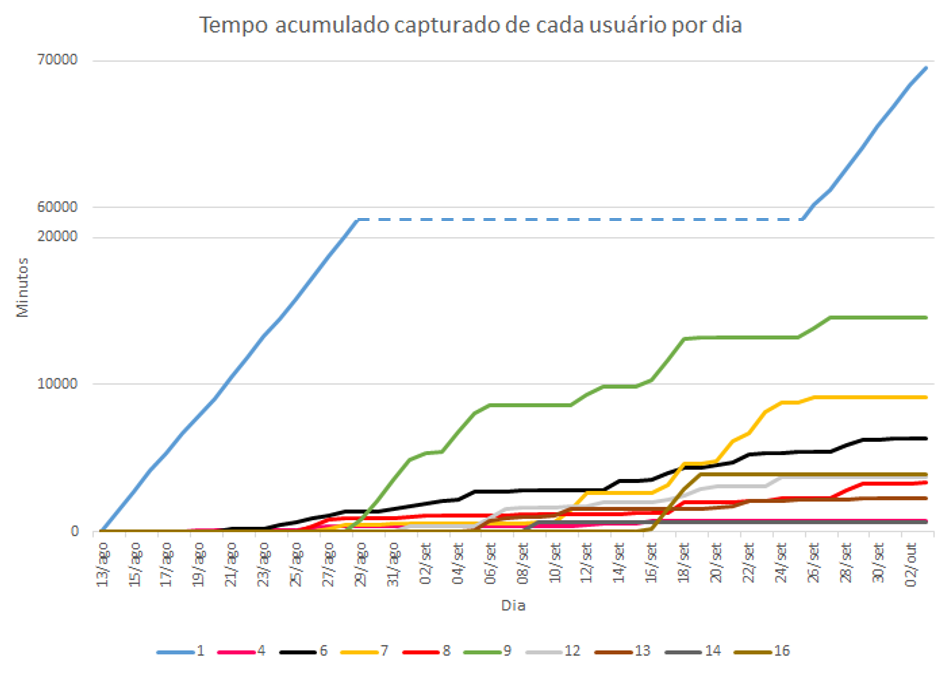 Tempo acumulado capturado de cada usuário por dia
70000
60000
20000
10000
0
Minutos
13/ago
15/ago
17/ago
19/ago
21/ago
23/ago
25/ago
27/ago
29/ago
31/ago
02/set
04/set
06/set
08/set
10/set
12/set
14/set
16/set
18/set
20/set
22/set
24/set
26/set
28/set
30/set
02/out
Dia
1 4 6 7 8 9 12 13 14 16